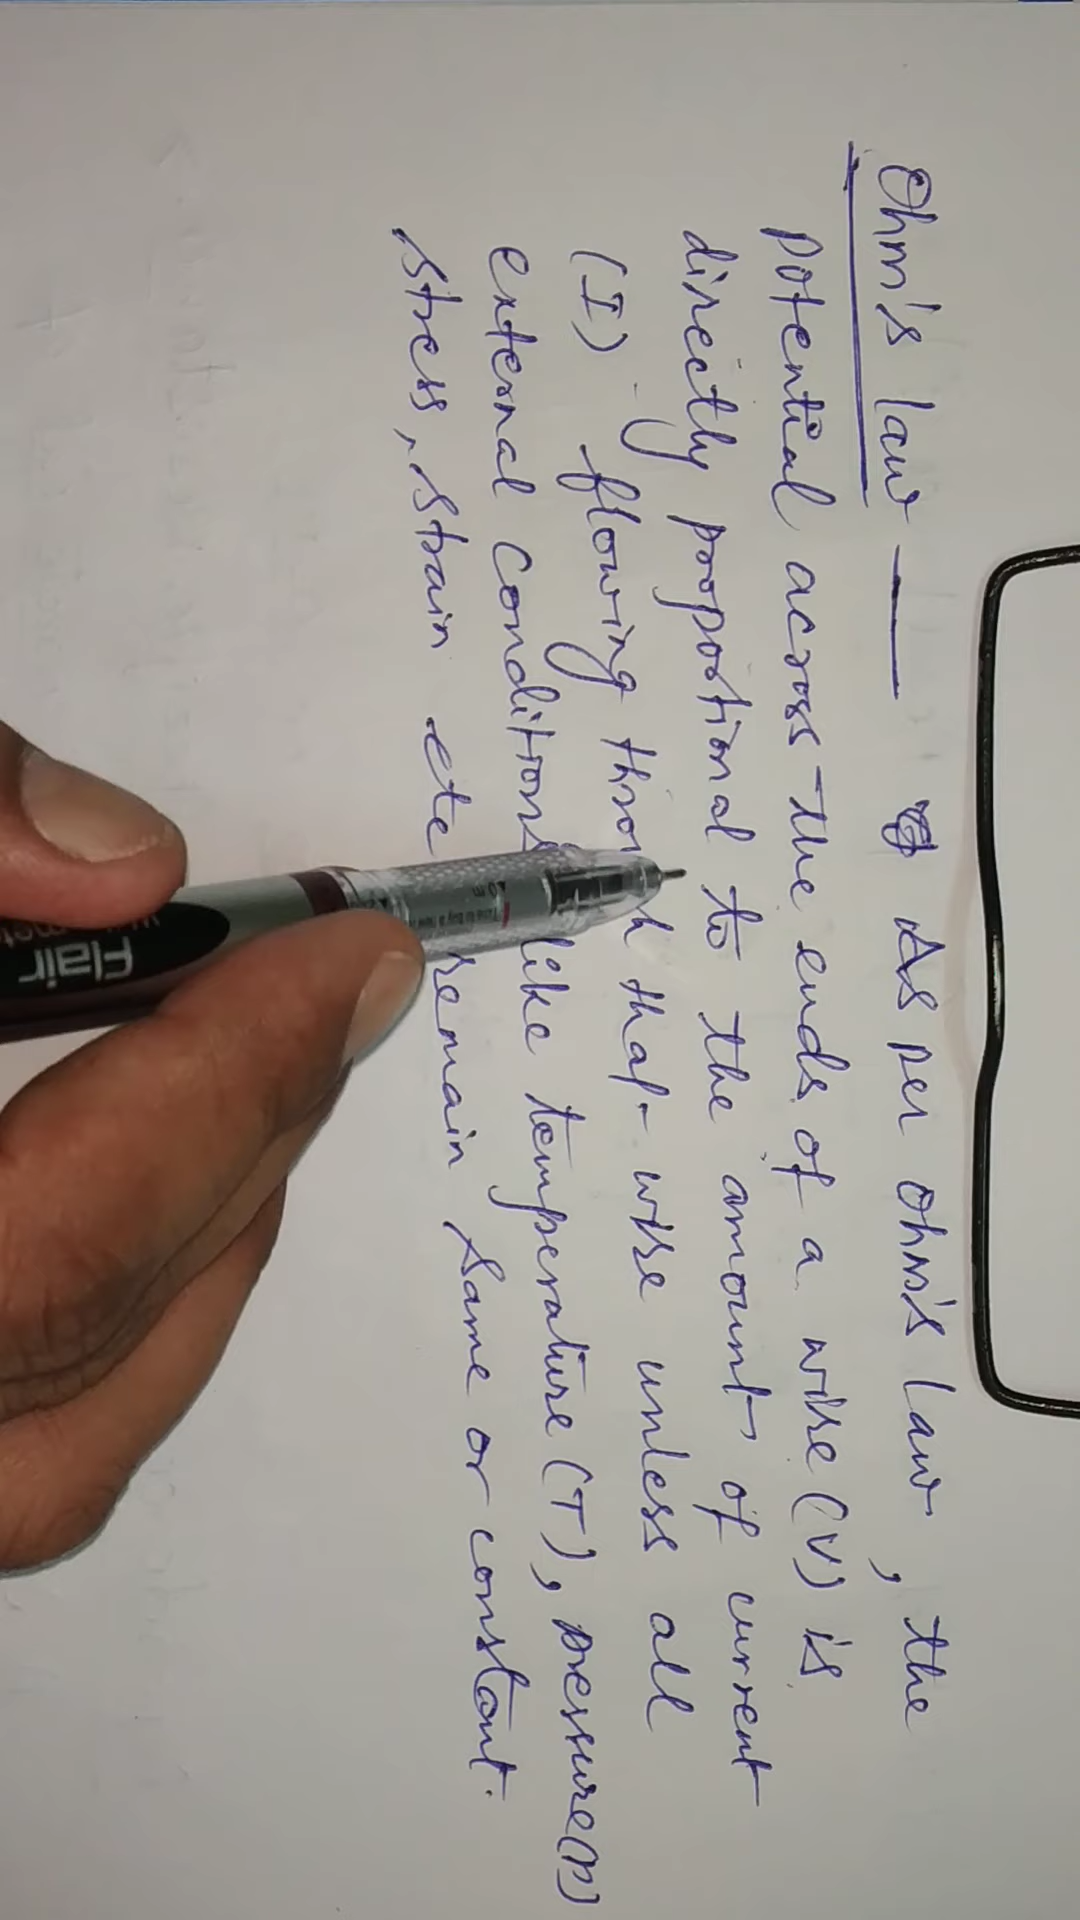 Ohm's law — As per ohm's law, the
potential across the ends of a wire (V) is
directly proportional to the amount of current
(I) flowing thro h that wire unless all
external conditions like temperature (T), pressure (P)
stress, strain etc remain same or constant.
Flair